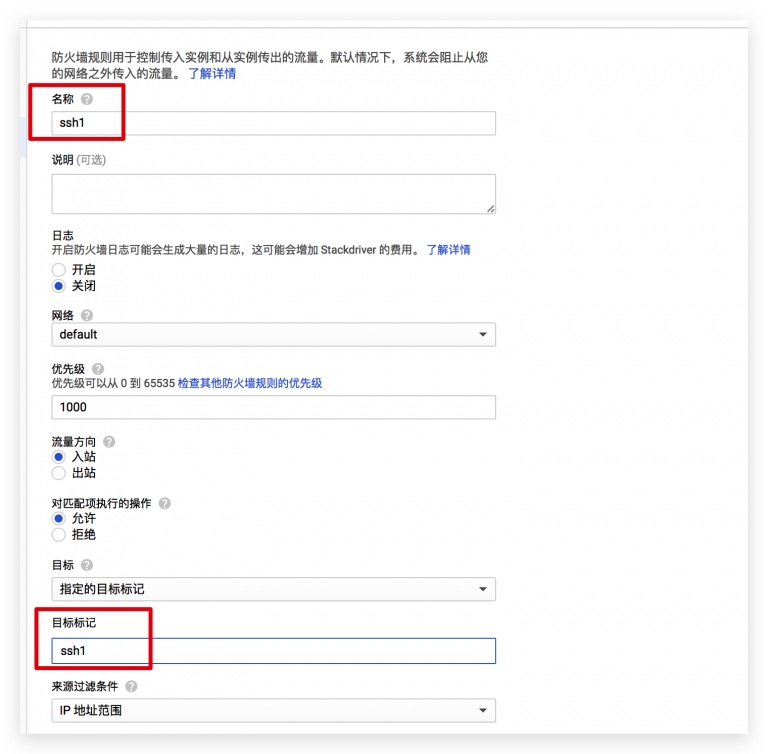 防火墙规则用于控制传入实例和从实例传出的流量。默认情况下，系统会阻止从您
的网络之外传入的流量。 了解详情
名称 ?
ssh1
说明 (可选)
日志
开启防火墙日志可能会生成大量的日志，这可能会增加 Stackdriver 的费用。 了解详情
开启
关闭
网络 ?
default
优先级 ?
优先级可以从 0 到 65535 检查其他防火墙规则的优先级
1000
流量方向 ?
入站
出站
对匹配项执行的操作 ?
允许
拒绝
目标 ?
指定的目标标记
目标标记
ssh1
来源过滤条件 ?
IP 地址范围